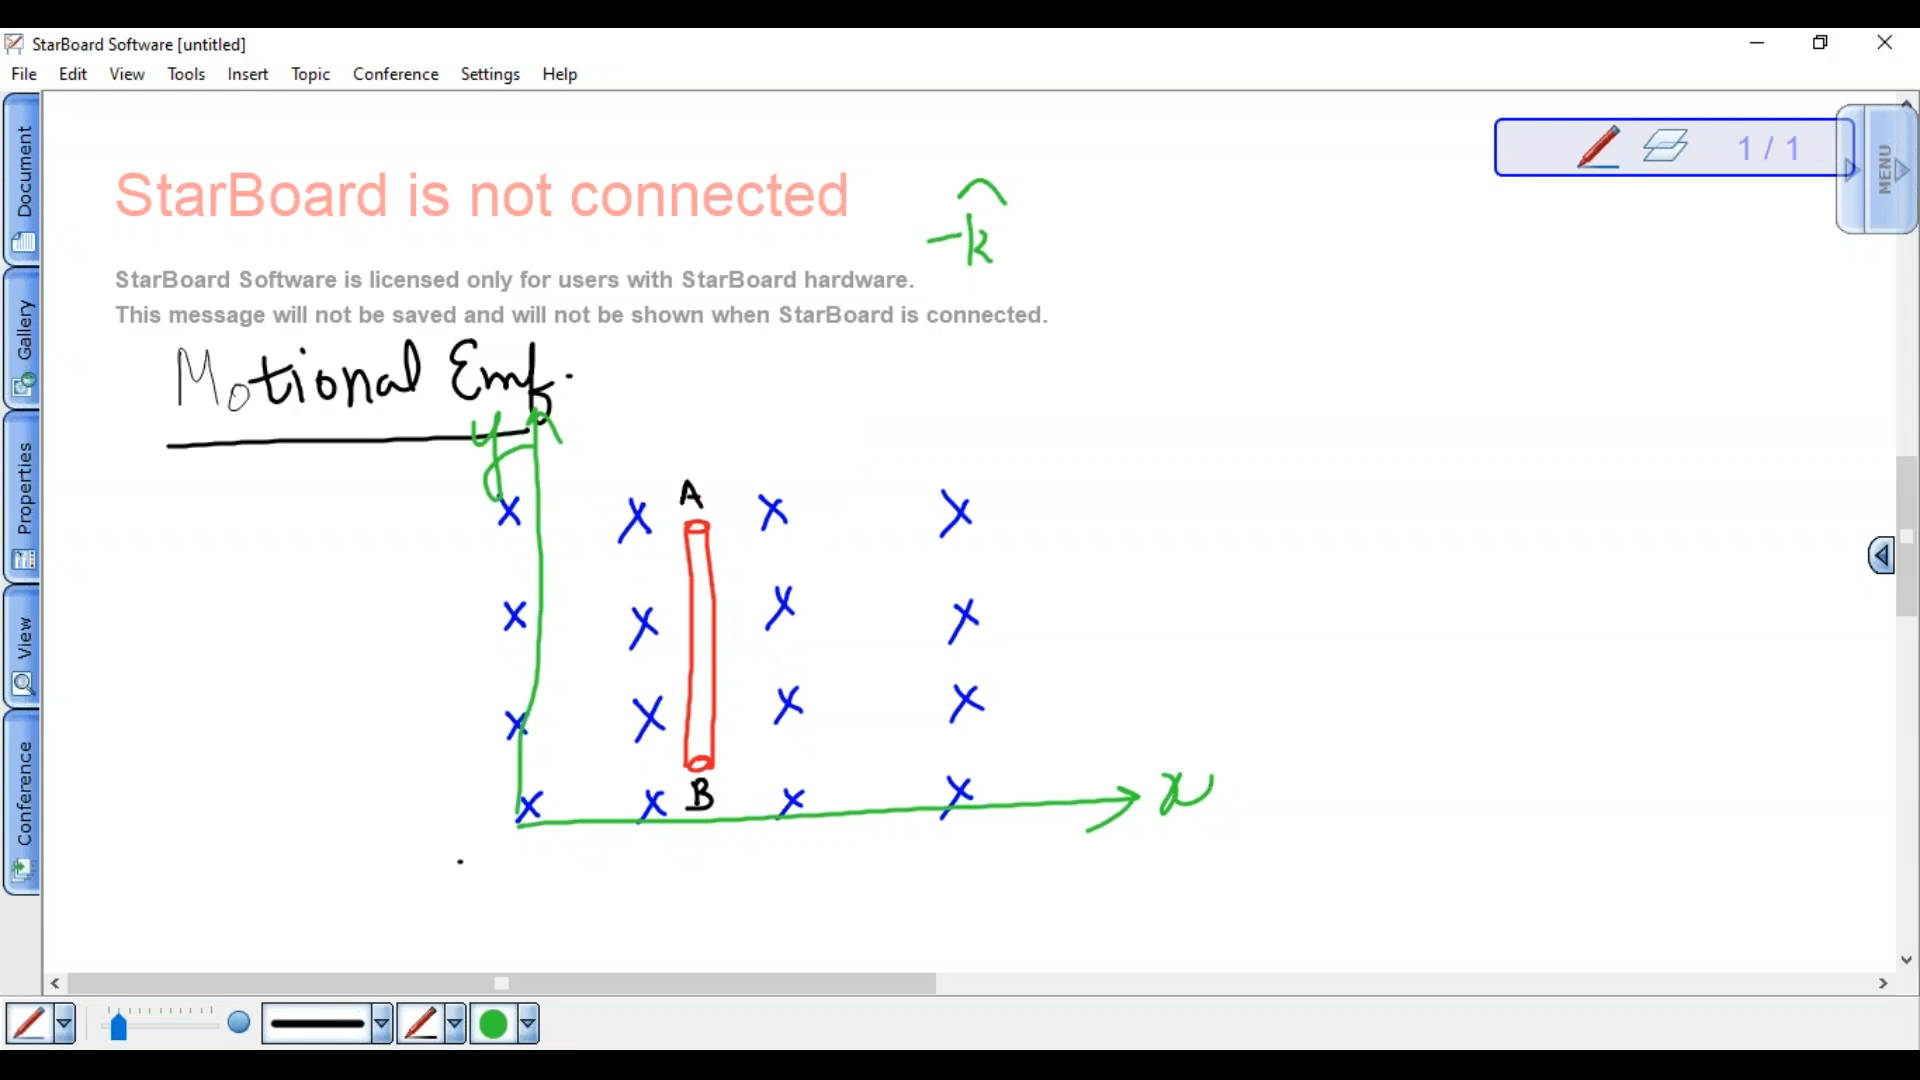 StarBoard Software [untitled]
File Edit View Tools Insert Topic Conference Settings Help
Document
Gallery
Properties
View
Conference
1 / 1
MENU
StarBoard is not connected
-k̂
StarBoard Software is licensed only for users with StarBoard hardware.
This message will not be saved and will not be shown when StarBoard is connected.
Motional Emf.
y
x A x x
x
x x x x
x x x x
x x B x x
x